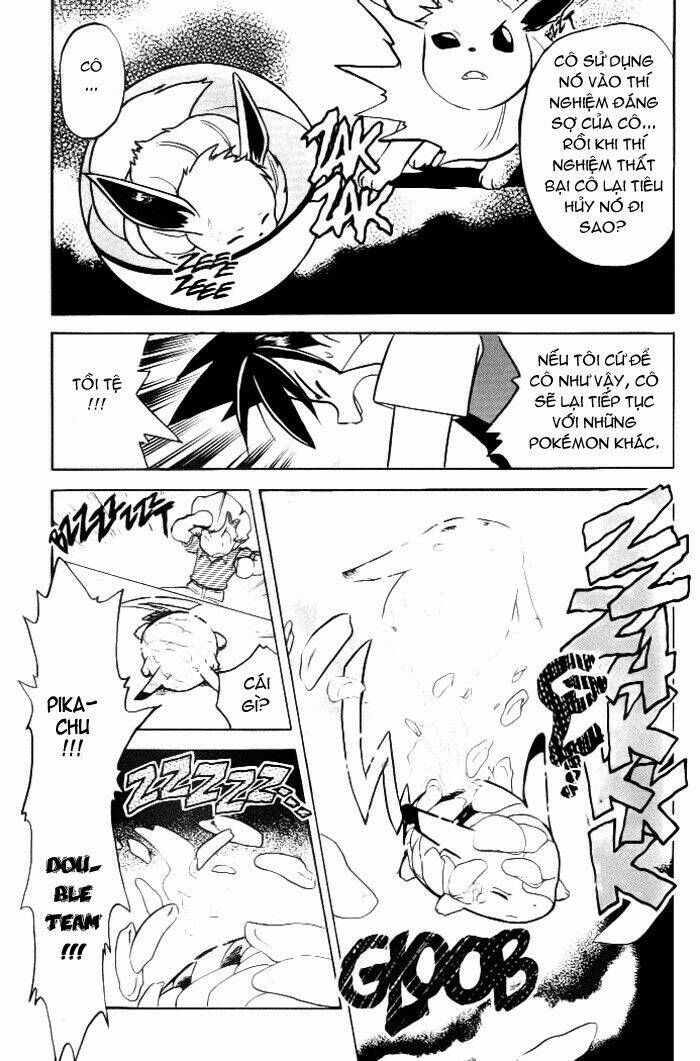 CÔ
...
ZZZT
CÔ SỬ DỤNG
NÓ VÀO THÍ
NGHIỆM ĐÁNG
SỢ CỦA CÔ...
RỒI KHI THÍ
NGHIỆM THẤT
BẠI CÔ LẠI TIÊU
HỦY NÓ ĐI
SAO?
ZAK
ZAK
ZEEE
ZEEE
TỒI TỆ
!!!
NẾU TÔI CỨ ĐỂ
CÔ NHƯ VẬY, CÔ
SẼ LẠI TIẾP TỤC
VỚI NHỮNG
POKÉMON KHÁC.
BZZZZZZT
CÁI
GÌ?
PIKA-
CHU
!!!
DOU-
BLE
TEAM
!!!
ZZZZZ...
GLOOB